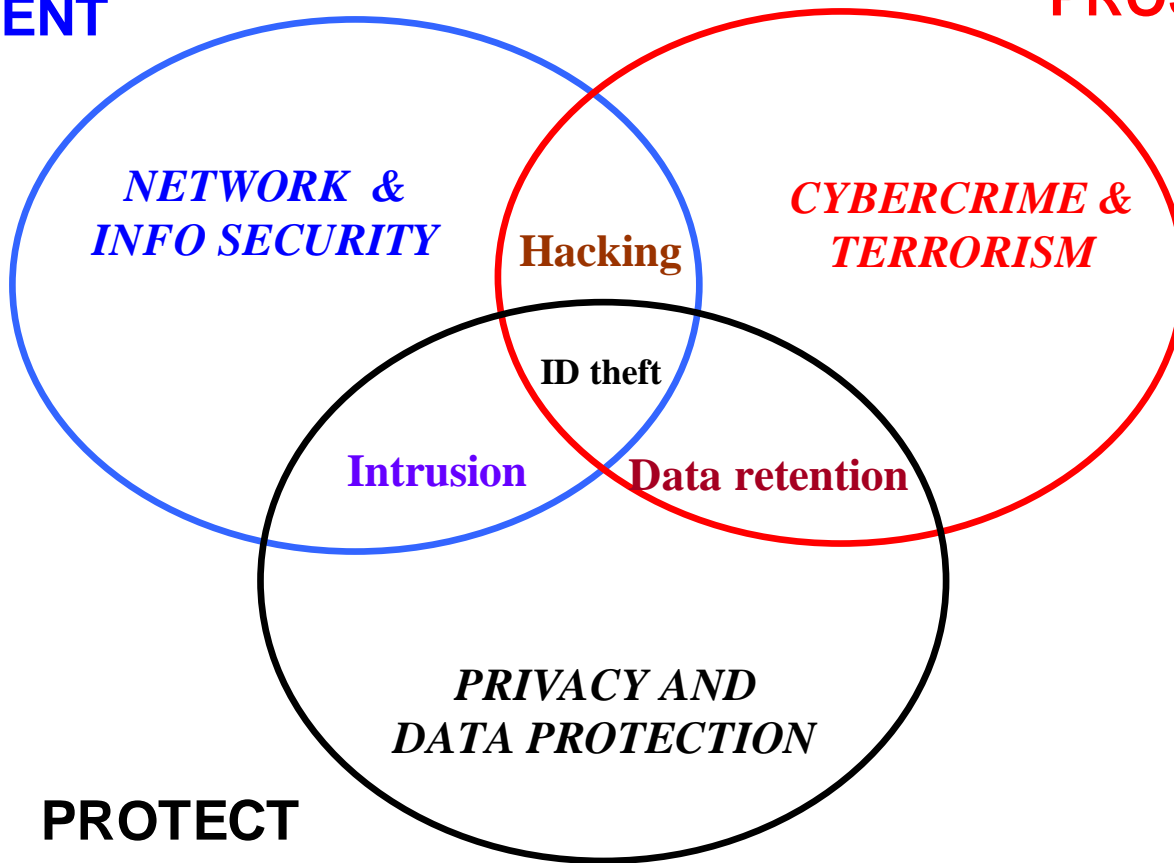 ENT
NETWORK &
INFO SECURITY
CYBERCRIME &
TERRORISM
Hacking
ID theft
Intrusion
Data retention
PRIVACY AND
DATA PROTECTION
PROTECT